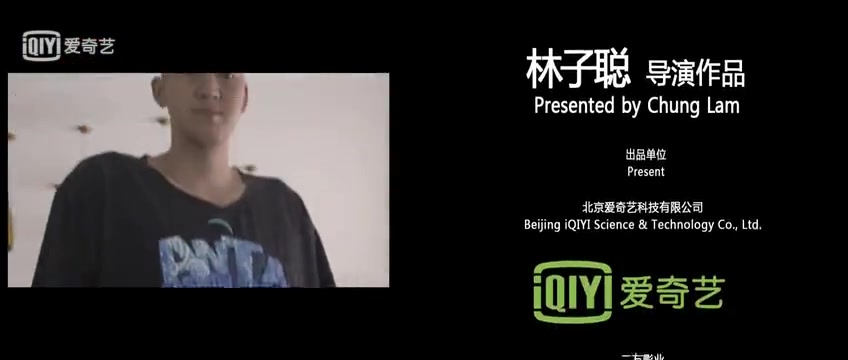 iQIYI 爱奇艺
林子聪 导演作品
Presented by Chung Lam
出品单位
Present
北京爱奇艺科技有限公司
Beijing iQIYI Science & Technology Co., Ltd.
iQIYI 爱奇艺